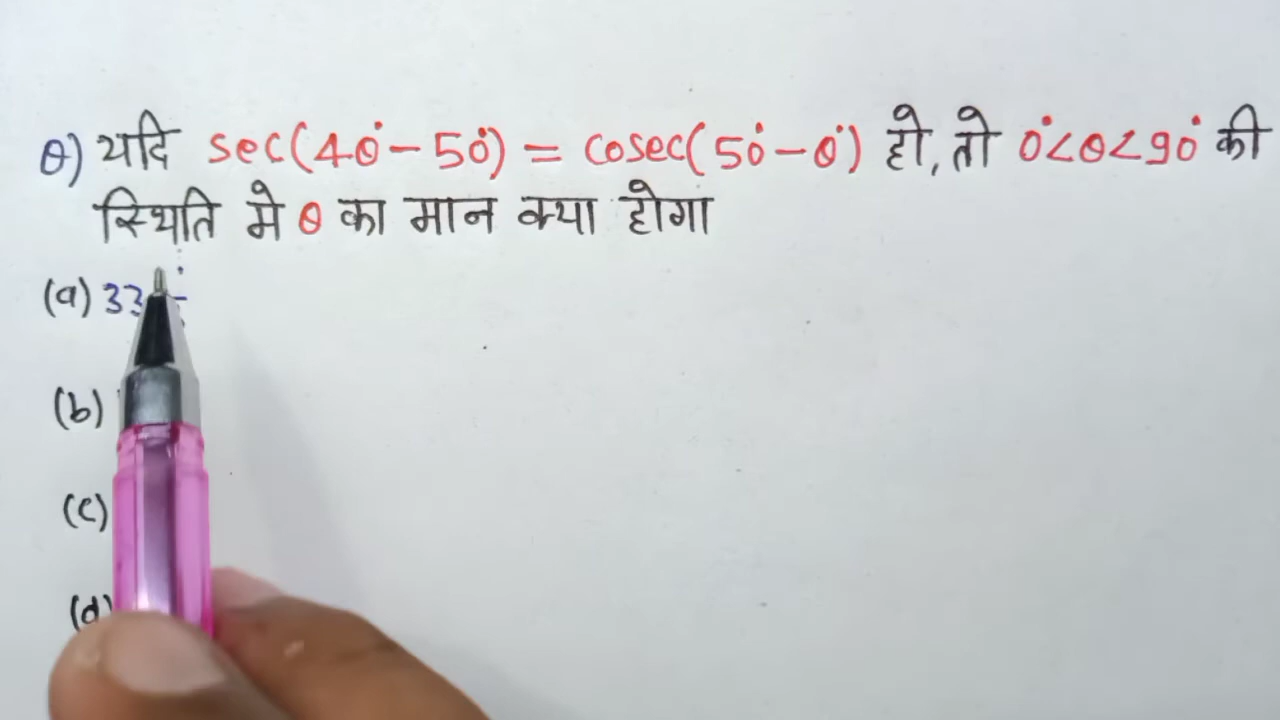 Q) यदि sec(4θ° - 50°) = cosec(50° - θ°) हो, तो 0°<θ<90° की
स्थिति मे θ का मान क्या होगा
(a) 33
(b)
(c)
(d)